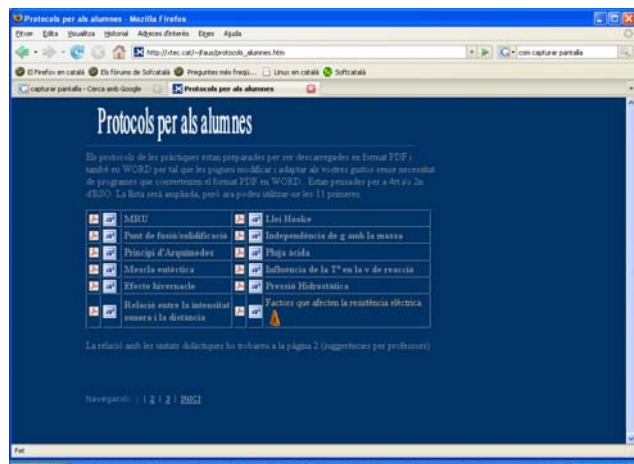 Protocols per als alumnes - Mozilla Firefox
Fitxer Edita Visualitza Historial Adreces d'interès Eines Ajuda
http://xtec.cat/~jfaus/protocols_alumnes.htm
com capturar pantalla
El Firefox en català Els fòrums de Softcatalà Preguntes més freqü... Linux en català Softcatalà
capturar pantalla - Cerca amb Google Protocols per als alumnes
Protocols per als alumnes
Els protocols de les pràctiques estan preparades per ser descarregades en format PDF i
també en WORD per tal que les pugueu modificar i adaptar als vostres gustos sense necessitat
de programes que converteixen el format PDF en WORD. Estan pensades per a 4rt i/o 2n
d'ESO. La llista serà ampliada, però ara podeu utilitzar-ne les 11 primeres.
MRU Llei Hooke
Punt de fusió/solidificació Independència de g amb la massa
Principi d'Arquímedes Pluja àcida
Mescla eutèctica Influència de la Tª en la v de reacció
Efecte hivernacle Pressió Hidrostàtica
Relació entre la intensitat
sonora i la distància
Factors que afecten la resistència elèctrica
La relació amb les unitats didàctiques ho trobareu a la pàgina 2 (suggerències per professors)
Navegació: | 2 | 3 | INICI
Fet